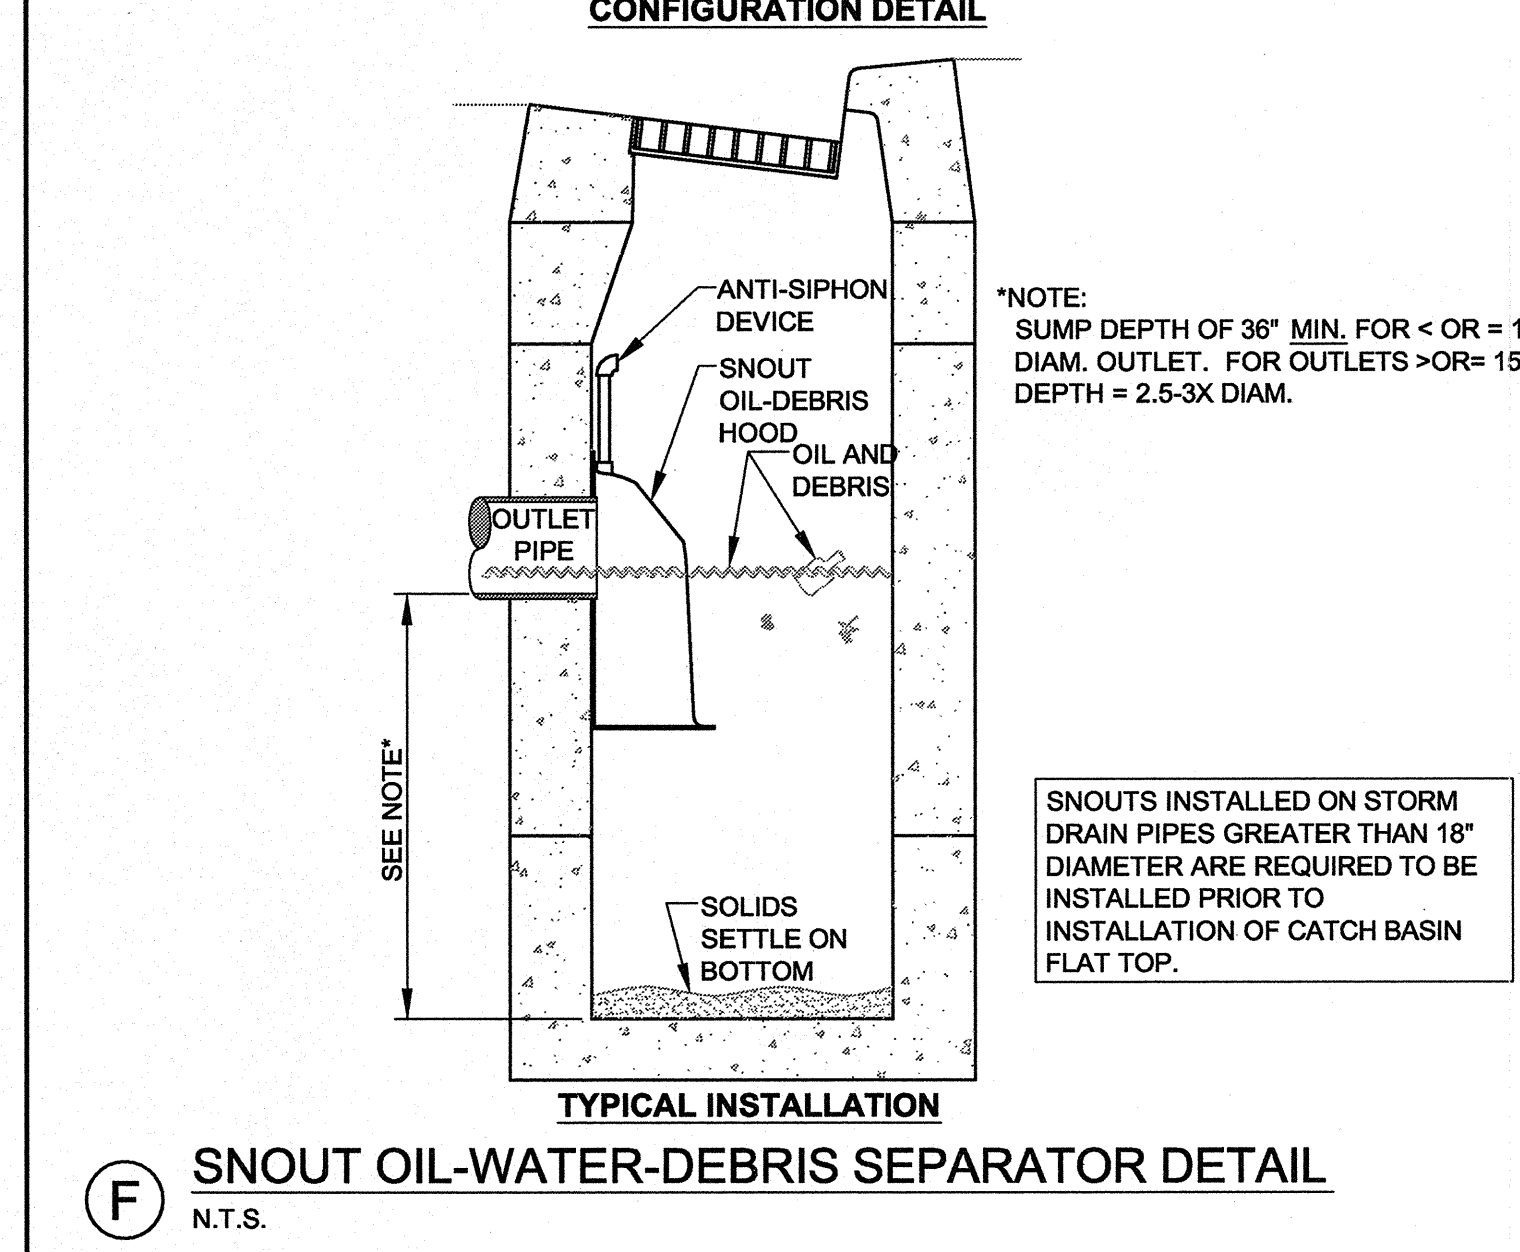 CONFIGURATION DETAIL
ANTI-SIPHON
DEVICE
SNOUT
OIL-DEBRIS
HOOD
OIL AND
DEBRIS
OUTLET
PIPE
*NOTE:
SUMP DEPTH OF 36" MIN. FOR < OR = 1
DIAM. OUTLET. FOR OUTLETS >OR= 15
DEPTH = 2.5-3X DIAM.
SEE NOTE*
SNOUTS INSTALLED ON STORM
DRAIN PIPES GREATER THAN 18"
DIAMETER ARE REQUIRED TO BE
INSTALLED PRIOR TO
INSTALLATION OF CATCH BASIN
FLAT TOP.
SOLIDS
SETTLE ON
BOTTOM
TYPICAL INSTALLATION
F
SNOUT OIL-WATER-DEBRIS SEPARATOR DETAIL
N.T.S.